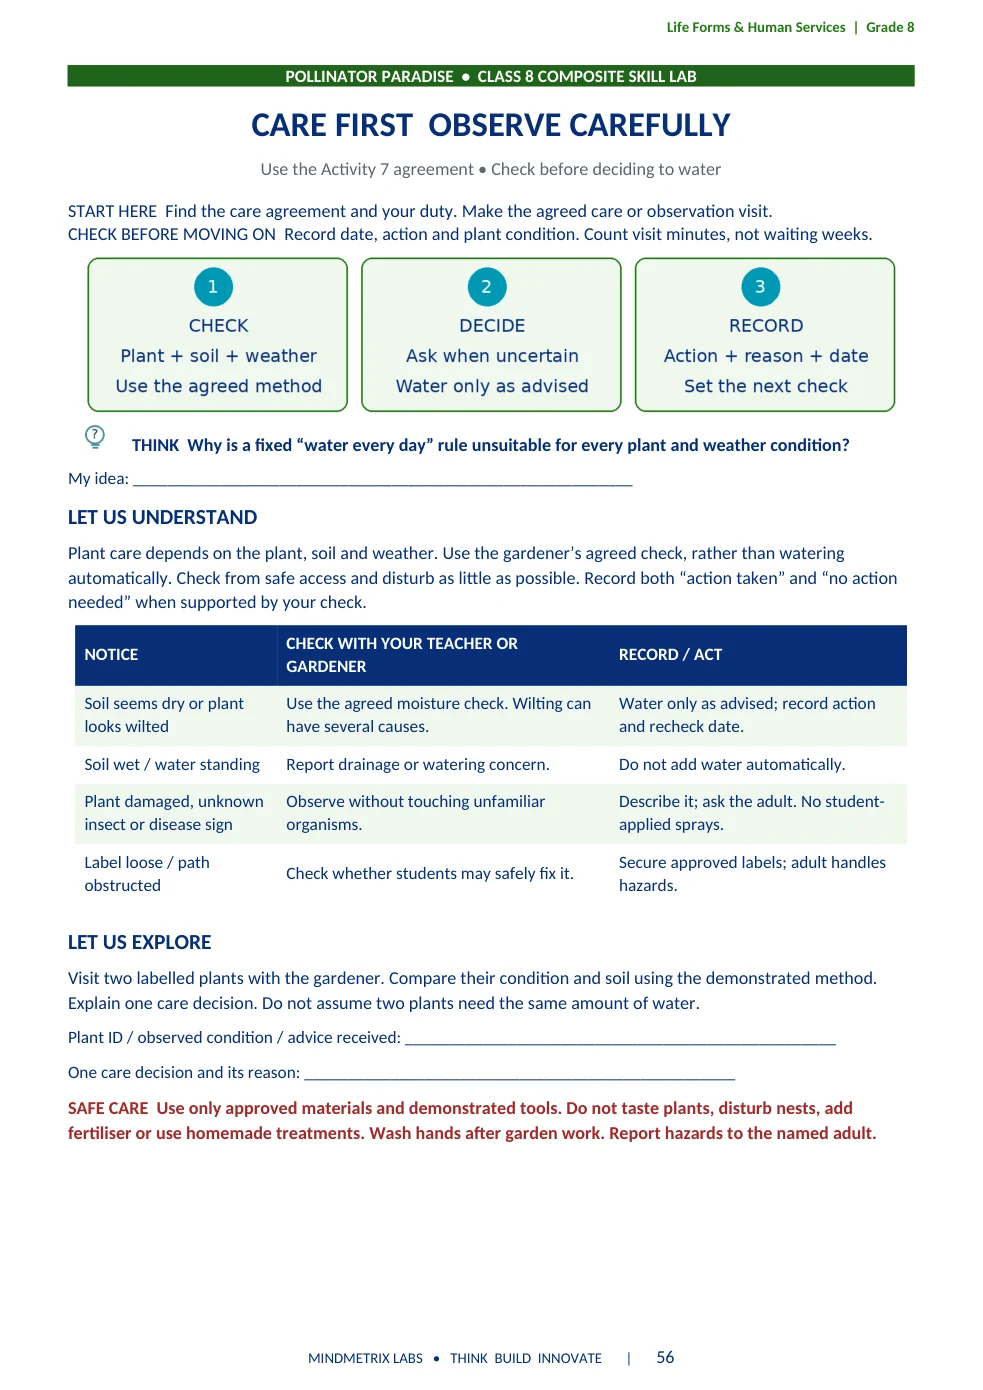 Life Forms & Human Services | Grade 8
POLLINATOR PARADISE ● CLASS 8 COMPOSITE SKILL LAB
CARE FIRST OBSERVE CAREFULLY
Use the Activity 7 agreement • Check before deciding to water
START HERE Find the care agreement and your duty. Make the agreed care or observation visit.
CHECK BEFORE MOVING ON Record date, action and plant condition. Count visit minutes, not waiting weeks.
1
CHECK
Plant + soil + weather
Use the agreed method
2
DECIDE
Ask when uncertain
Water only as advised
3
RECORD
Action + reason + date
Set the next check
?
THINK Why is a fixed “water every day” rule unsuitable for every plant and weather condition?
My idea: ____________________________________________________________
LET US UNDERSTAND
Plant care depends on the plant, soil and weather. Use the gardener’s agreed check, rather than watering
automatically. Check from safe access and disturb as little as possible. Record both “action taken” and “no action
needed” when supported by your check.
NOTICE
CHECK WITH YOUR TEACHER OR
GARDENER
RECORD / ACT
Soil seems dry or plant
looks wilted
Use the agreed moisture check. Wilting can
have several causes.
Water only as advised; record action
and recheck date.
Soil wet / water standing
Report drainage or watering concern.
Do not add water automatically.
Plant damaged, unknown
insect or disease sign
Observe without touching unfamiliar
organisms.
Describe it; ask the adult. No student-
applied sprays.
Label loose / path
obstructed
Check whether students may safely fix it.
Secure approved labels; adult handles
hazards.
LET US EXPLORE
Visit two labelled plants with the gardener. Compare their condition and soil using the demonstrated method.
Explain one care decision. Do not assume two plants need the same amount of water.
Plant ID / observed condition / advice received: ____________________________________________________
One care decision and its reason: ____________________________________________________
SAFE CARE Use only approved materials and demonstrated tools. Do not taste plants, disturb nests, add
fertiliser or use homemade treatments. Wash hands after garden work. Report hazards to the named adult.
MINDMETRIX LABS ● THINK BUILD INNOVATE | 56